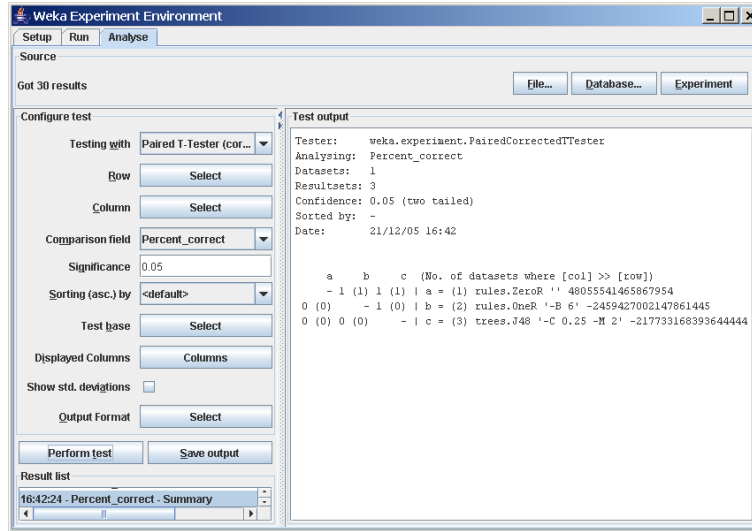 Weka Experiment Environment
Setup Run Analyse
Source
Got 30 results
File... Database... Experiment
Configure test
Testing with Paired T-Tester (cor...
Row Select
Column Select
Comparison field Percent_correct
Significance 0.05
Sorting (asc.) by <default>
Test base Select
Displayed Columns Columns
Show std. deviations
Output Format Select
Perform test Save output
Result list
16:42:24 - Percent_correct - Summary
Test output
Tester: weka.experiment.PairedCorrectedTTester
Analysing: Percent_correct
Datasets: 1
Resultsets: 3
Confidence: 0.05 (two tailed)
Sorted by: -
Date: 21/12/05 16:42
a b c (No. of datasets where [col] >> [row])
- 1 (1) 1 (1) | a = (1) rules.ZeroR '' 48055541465867954
0 (0) - 1 (0) | b = (2) rules.OneR '-B 6' -2459427002147861445
0 (0) 0 (0) - | c = (3) trees.J48 '-C 0.25 -M 2' -217733168393644444